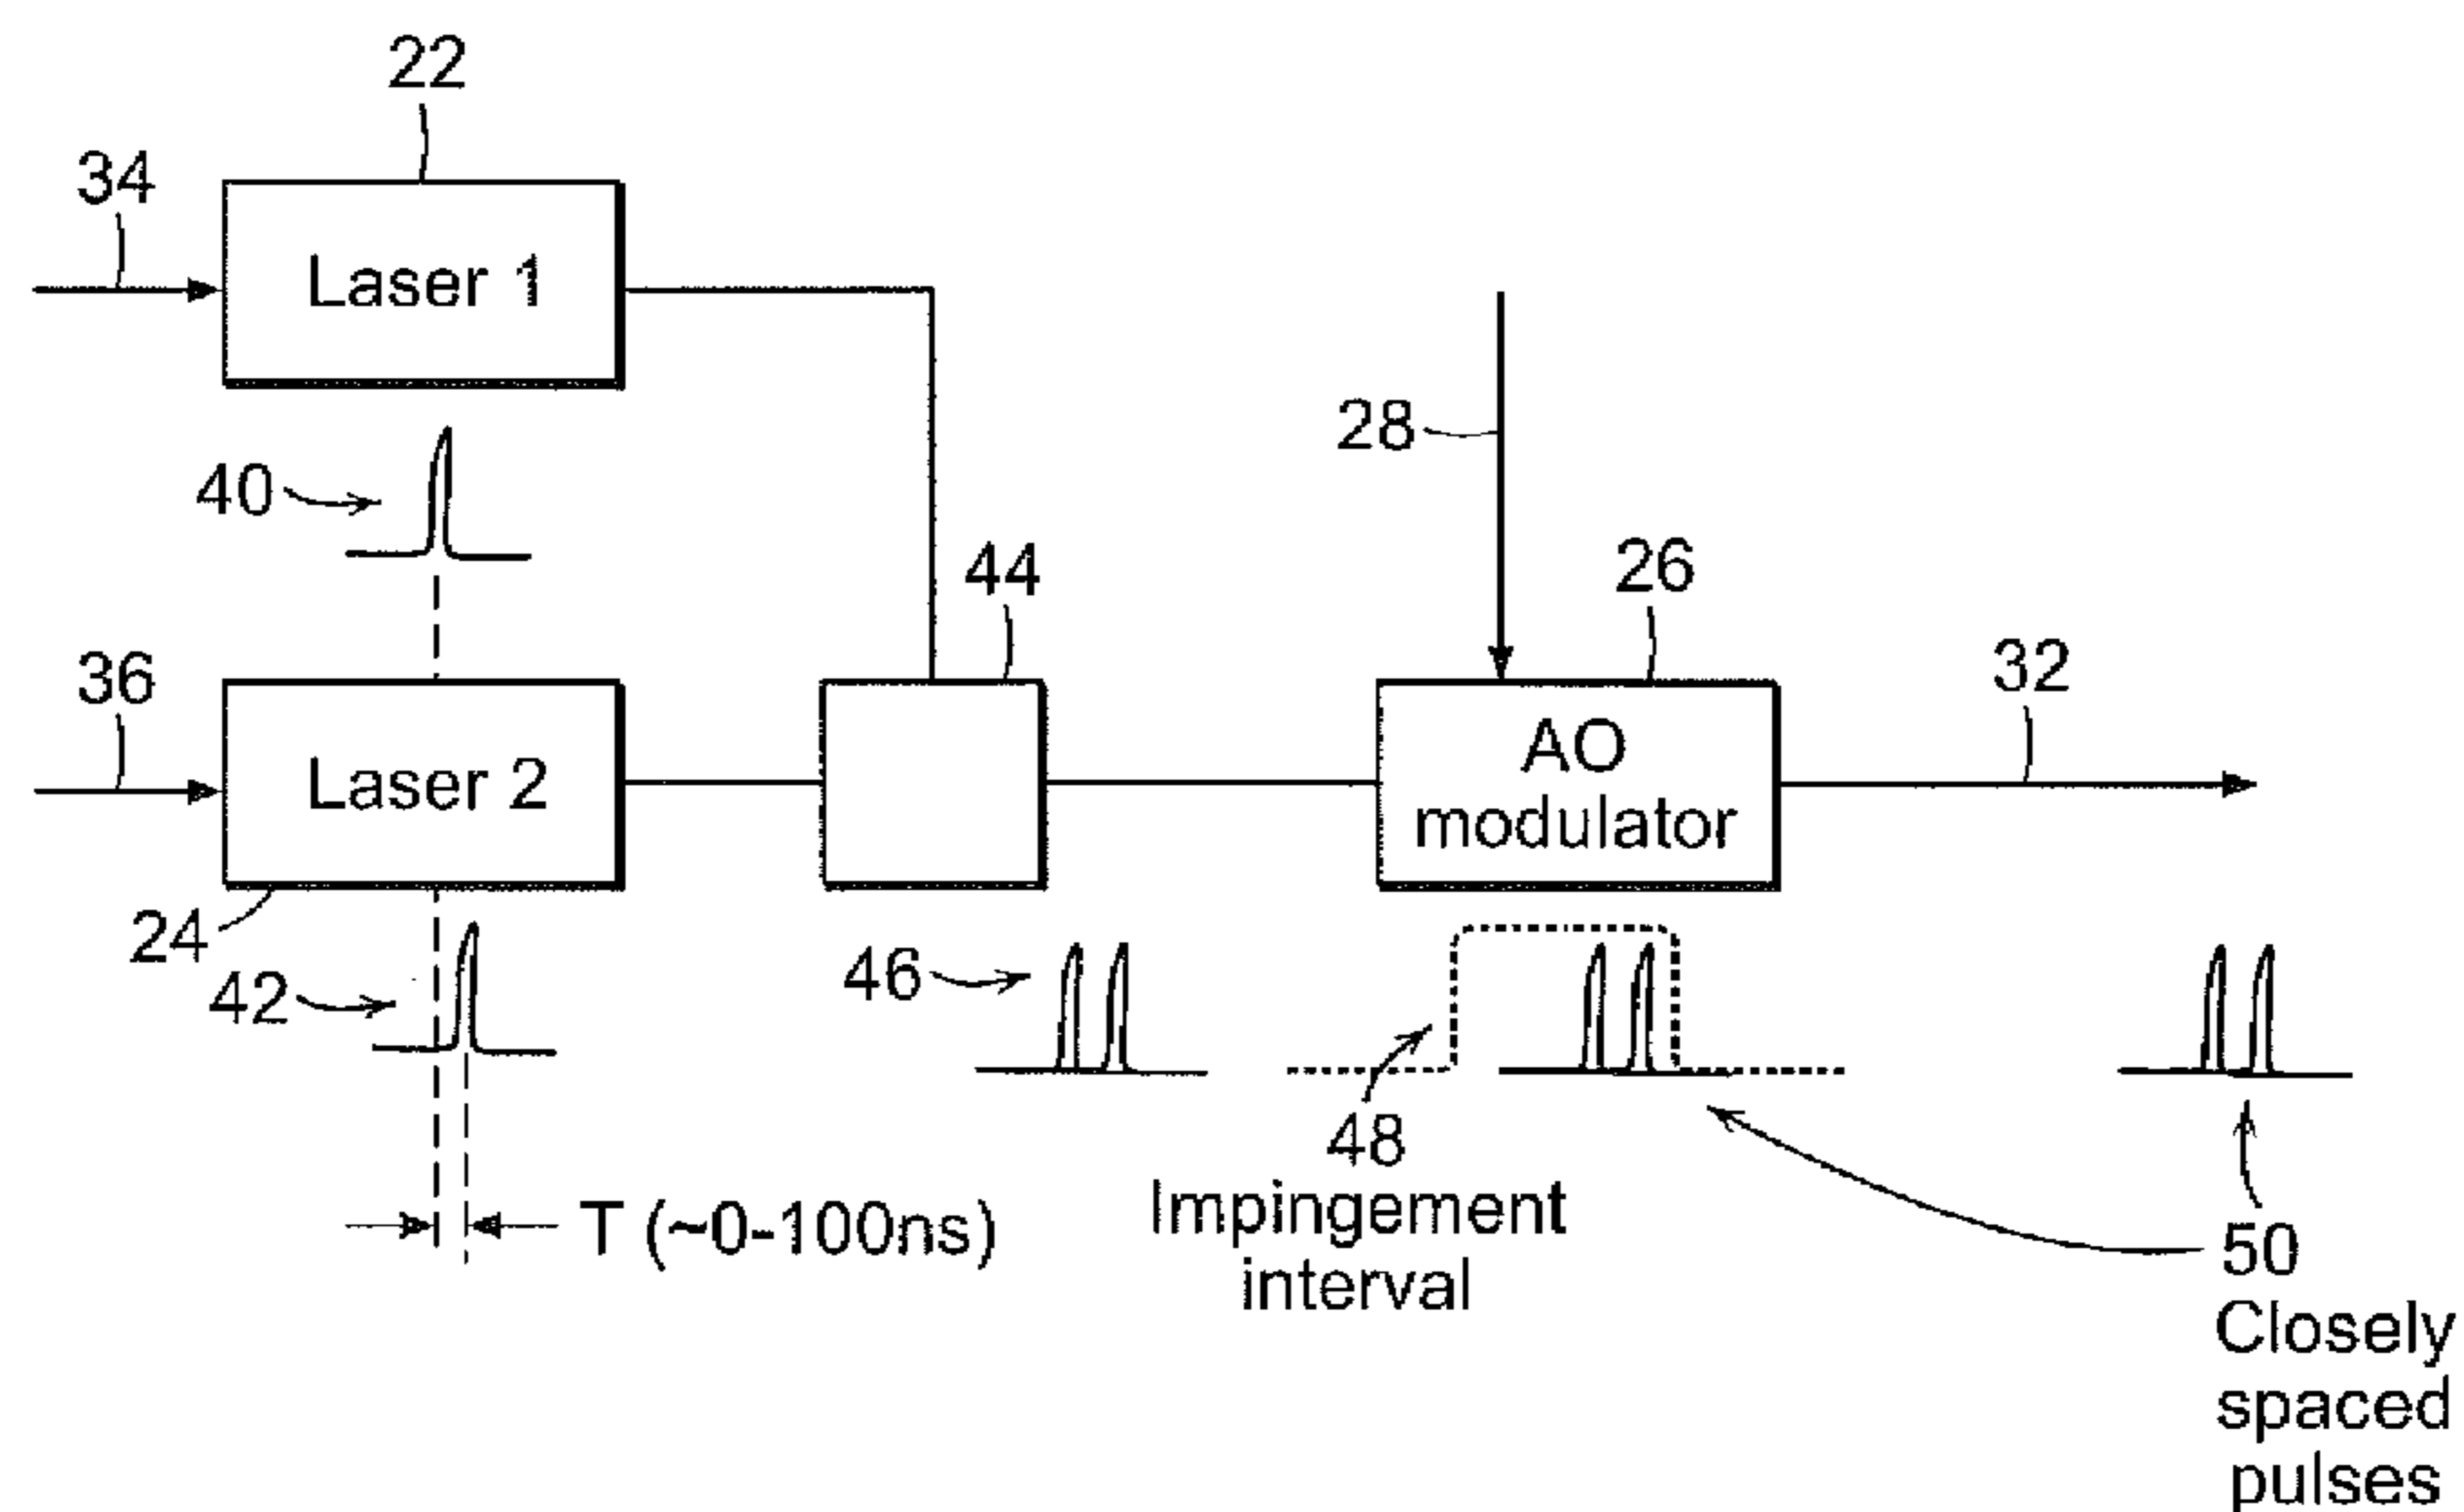 22
34
Laser 1
40
28
44
26
36
32
Laser 2
AO
modulator
24
42
46
48
Impingement
interval
T (~0-100ns)
50
Closely
spaced
pulses